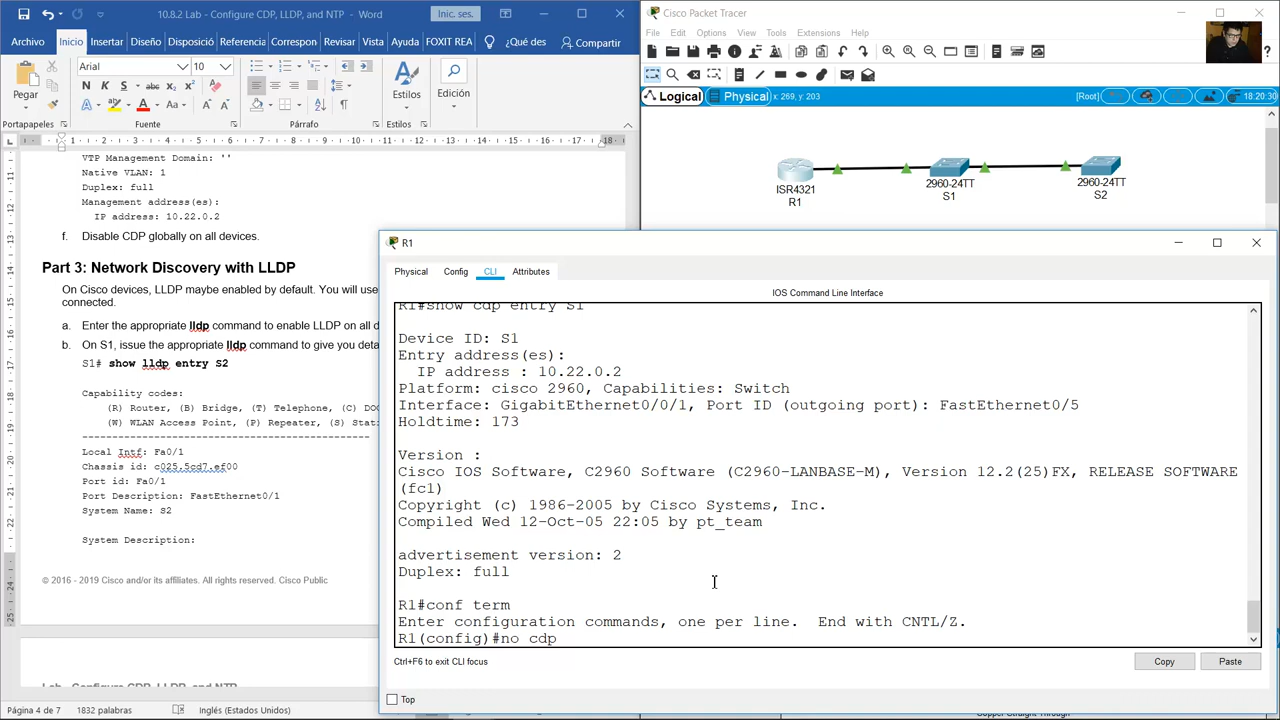 10.8.2 Lab - Configure CDP, LLDP, and NTP - Word
Inic. ses.
Archivo Inicio Insertar Diseño Disposició Referencia Correspon Revisar Vista Ayuda FOXIT REA ¿Qué des Compartir
Pegar
Arial 10
N K S abc x₂ x²
Estilos
Edición
Portapapeles Fuente Párrafo Estilos
VTP Management Domain: ''
Native VLAN: 1
Duplex: full
Management address(es):
IP address: 10.22.0.2
f. Disable CDP globally on all devices.
Part 3: Network Discovery with LLDP
On Cisco devices, LLDP maybe enabled by default. You will use
connected.
a. Enter the appropriate lldp command to enable LLDP on all d
b. On S1, issue the appropriate lldp command to give you deta
S1# show lldp entry S2
Capability codes:
(R) Router, (B) Bridge, (T) Telephone, (C) DOC
(W) WLAN Access Point, (P) Repeater, (S) Stati
------------------------------------------------
Local Intf: Fa0/1
Chassis id: c025.5cd7.ef00
Port id: Fa0/1
Port Description: FastEthernet0/1
System Name: S2
System Description:
© 2016 - 2019 Cisco and/or its affiliates. All rights reserved. Cisco Public
Lab - Configure CDP, LLDP, and NTP
Página 4 de 7 1832 palabras Inglés (Estados Unidos)
Cisco Packet Tracer
File Edit Options View Tools Extensions Help
Logical Physical x: 269, y: 203 [Root] 18:20:30
ISR4321
R1
2960-24TT
S1
2960-24TT
S2
R1
Physical Config CLI Attributes
IOS Command Line Interface
R1#show cdp entry S1
Device ID: S1
Entry address(es):
IP address : 10.22.0.2
Platform: cisco 2960, Capabilities: Switch
Interface: GigabitEthernet0/0/1, Port ID (outgoing port): FastEthernet0/5
Holdtime: 173
Version :
Cisco IOS Software, C2960 Software (C2960-LANBASE-M), Version 12.2(25)FX, RELEASE SOFTWARE
(fc1)
Copyright (c) 1986-2005 by Cisco Systems, Inc.
Compiled Wed 12-Oct-05 22:05 by pt_team
advertisement version: 2
Duplex: full
R1#conf term
Enter configuration commands, one per line. End with CNTL/Z.
R1(config)#no cdp
Ctrl+F6 to exit CLI focus
Copy Paste
Top
Copper Straight-Through